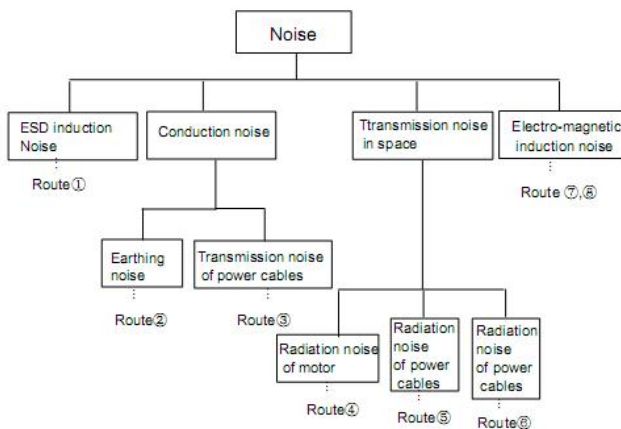 Noise
ESD induction
Noise
Conduction noise
Ttransmission noise
in space
Electro-magnetic
induction noise
Route①
Route ⑦,⑧
Earthing
noise
Transmission noise
of power cables
Route②
Route③
Radiation noise of
of motor
Radiation
noise
of power
cables
Radiation
noise
of power
cables
Route④
Route⑤
Route⑥